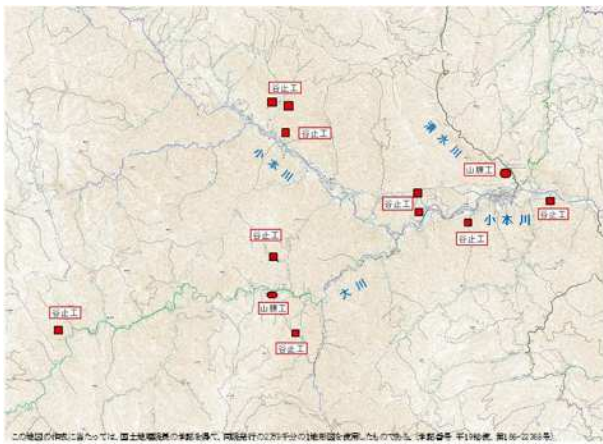 谷止工
谷止工
小本川
清水川
山腹工
谷止工
小本川
谷止工
谷止工
谷止工
大川
山腹工
谷止工
谷止工
この地図の作成に当たっては、国土地理院長の承認を得て、同院発行の2万5千分の1地形図を使用したものである。